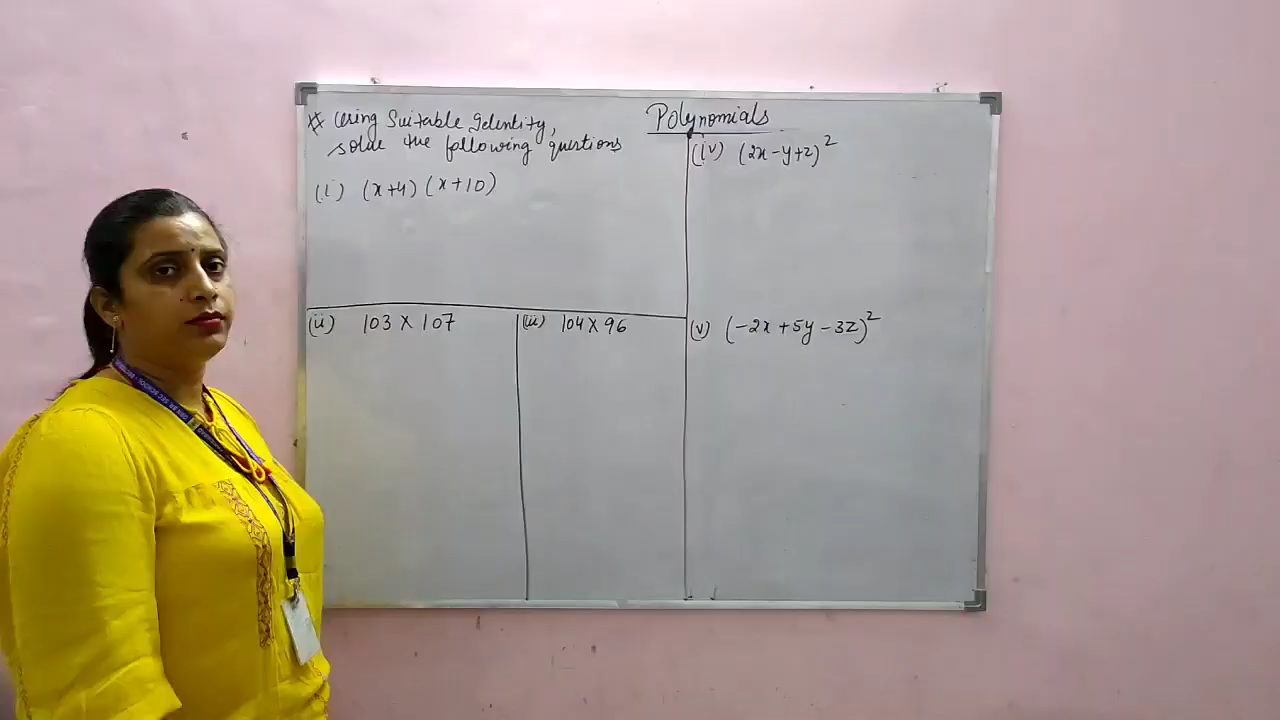 Polynomials
# Using Suitable Identity,
solve the following questions
(i) (x+4) (x+10)
(ii) 103 x 107
(iii) 104 x 96
(iv) (2x-y+z)²
(v) (-2x+5y-3z)²